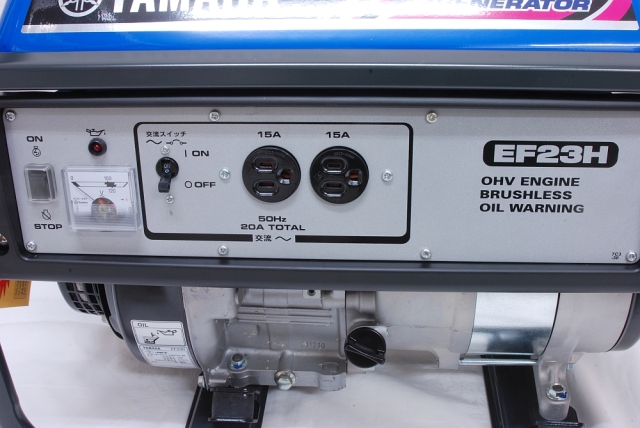 YAMAHA
GENERATOR
ON
STOP
V
交流スイッチ
ON
OFF
15A
15A
50Hz
20A TOTAL
交流
EF23H
OHV ENGINE
BRUSHLESS
OIL WARNING
OIL